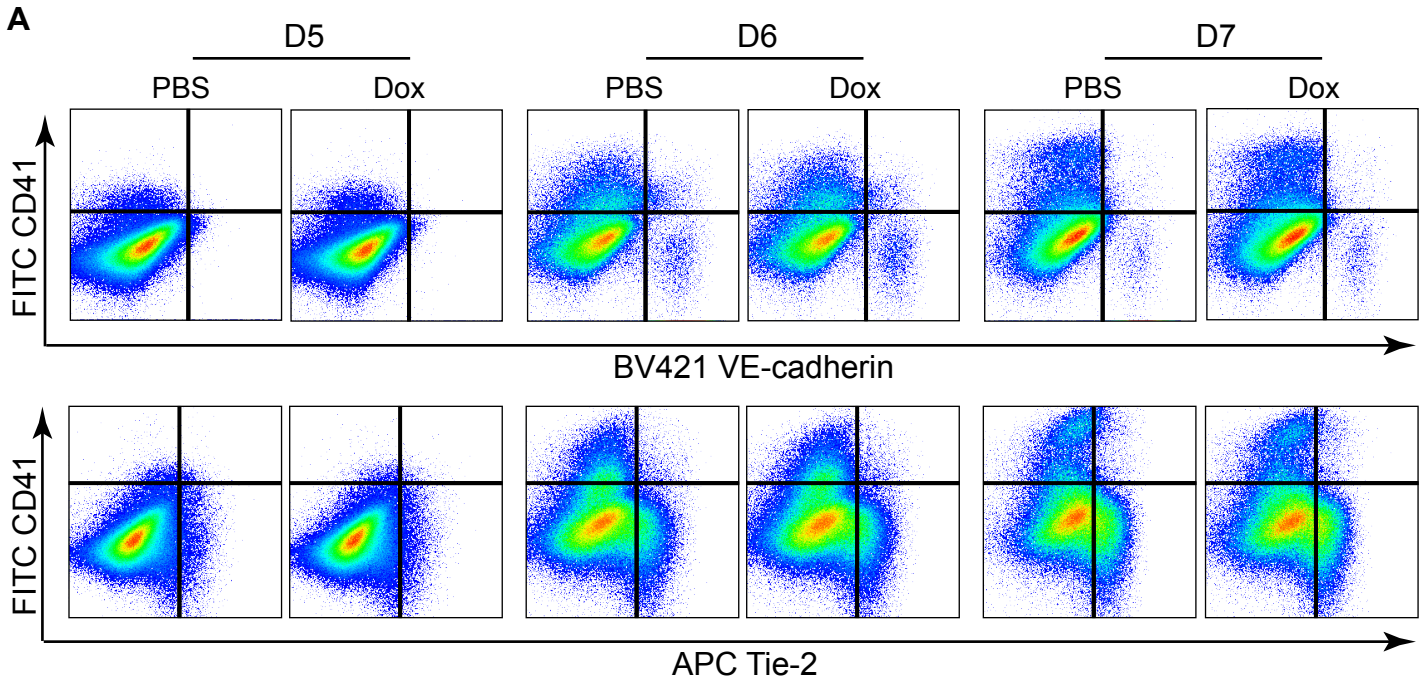 A
D5 D6 D7
PBS Dox PBS Dox PBS Dox
FITC CD41
BV421 VE-cadherin
FITC CD41
APC Tie-2